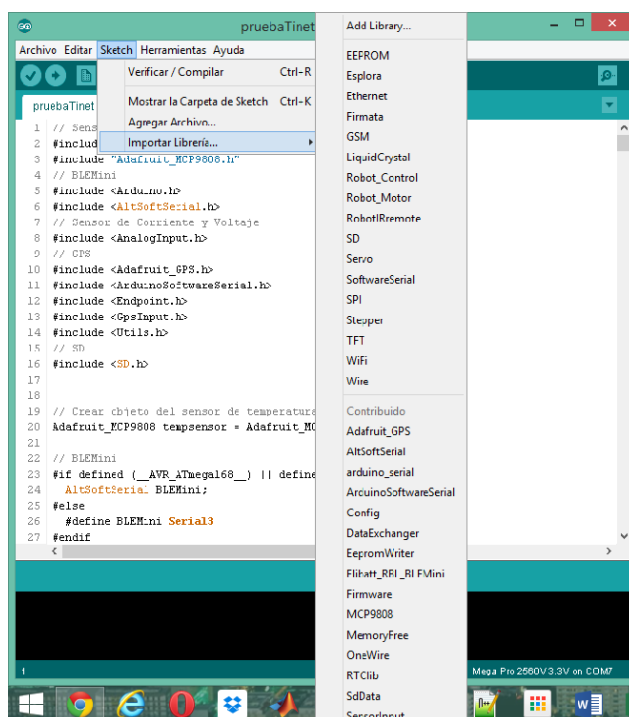 pruebaTinet
Archivo Editar Sketch Herramientas Ayuda
Verificar / Compilar Ctrl-R
Mostrar la Carpeta de Sketch Ctrl-K
Agregar Archivo...
Importar Librería...
pruebaTinet
1 // Sens
2 #includ
3 #include "Adafruit_MCP9808.h"
4 // BLEMini
5 #include <Arduino.h>
6 #include <AltSoftSerial.h>
7 // Sensor de Corriente y Voltaje
8 #include <AnalogInput.h>
9 // GPS
10 #include <Adafruit_GPS.h>
11 #include <ArduinoSoftwareSerial.h>
12 #include <Endpoint.h>
13 #include <GpsInput.h>
14 #include <Utils.h>
15 // SD
16 #include <SD.h>
17
18
19 // Crear objeto del sensor de temperatura
20 Adafruit_MCP9808 tempsensor = Adafruit_MC
21
22 // BLEMini
23 #if defined (__AVR_ATmega168__) || define
24 AltSoftSerial BLEMini;
25 #else
26 #define BLEMini Serial3
27 #endif
Add Library...
EEPROM
Esplora
Ethernet
Firmata
GSM
LiquidCrystal
Robot_Control
Robot_Motor
RobotIRremote
SD
Servo
SoftwareSerial
SPI
Stepper
TFT
WiFi
Wire
Contribuido
Adafruit_GPS
AltSoftSerial
arduino_serial
ArduinoSoftwareSerial
Config
DataExchanger
EepromWriter
Elibatt_RBL_BLEMini
Firmware
MCP9808
MemoryFree
OneWire
RTClib
SdData
SensorInput
1
Mega Pro 2560V 3.3V on COM7